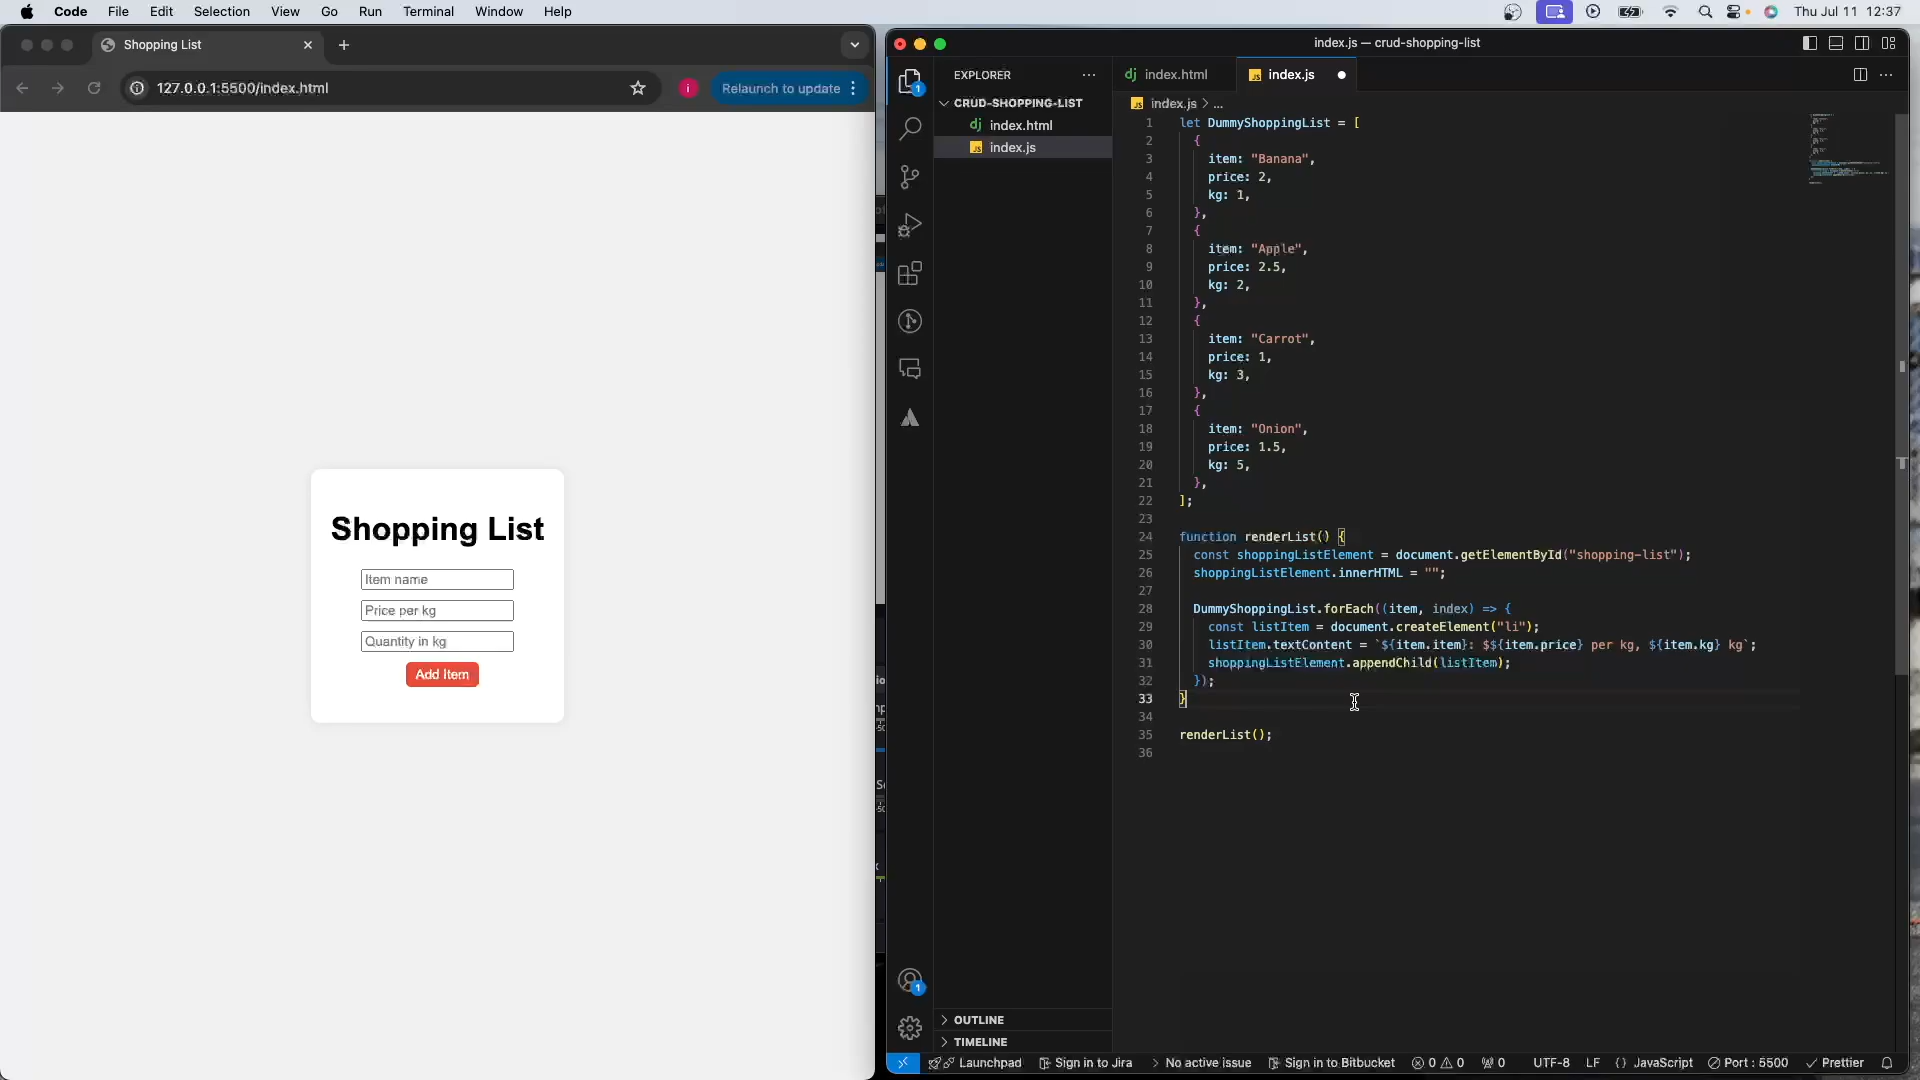 Code File Edit Selection View Go Run Terminal Window Help
Thu Jul 11 12:37
Shopping List
127.0.0.1:5500/index.html
i
Relaunch to update
Shopping List
Item name
Price per kg
Quantity in kg
Add Item
index.js — crud-shopping-list
EXPLORER
CRUD-SHOPPING-LIST
dj index.html
JS index.js
1
1
dj index.html
JS index.js
JS index.js > ...
1 let DummyShoppingList = [
2 {
3 item: "Banana",
4 price: 2,
5 kg: 1,
6 },
7 {
8 item: "Apple",
9 price: 2.5,
10 kg: 2,
11 },
12 {
13 item: "Carrot",
14 price: 1,
15 kg: 3,
16 },
17 {
18 item: "Onion",
19 price: 1.5,
20 kg: 5,
21 },
22 ];
23
24 function renderList() {
25 const shoppingListElement = document.getElementById("shopping-list");
26 shoppingListElement.innerHTML = "";
27
28 DummyShoppingList.forEach((item, index) => {
29 const listItem = document.createElement("li");
30 listItem.textContent = `${item.item}: $${item.price} per kg, ${item.kg} kg`;
31 shoppingListElement.appendChild(listItem);
32 });
33 }
34
35 renderList();
36
OUTLINE
TIMELINE
Launchpad Sign in to Jira No active issue Sign in to Bitbucket 0 0 0 UTF-8 LF {} JavaScript Port : 5500 Prettier